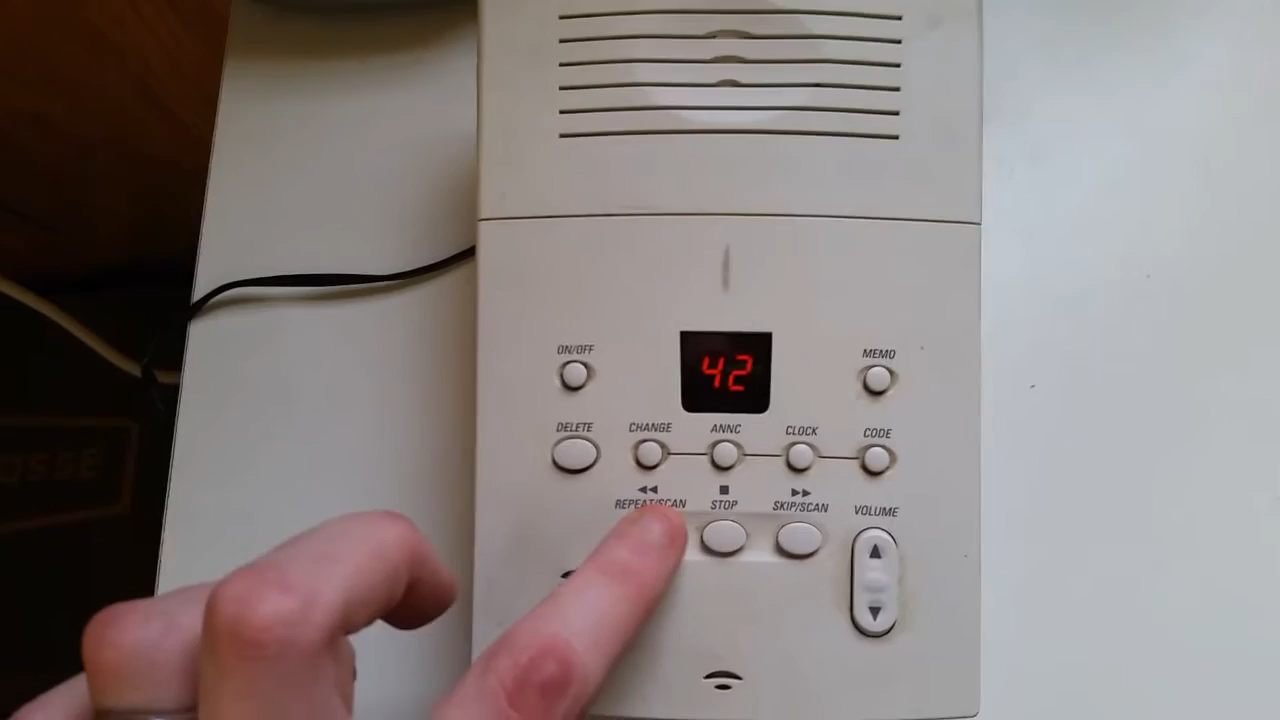 ON/OFF
42
MEMO
DELETE
CHANGE
ANNC
CLOCK
CODE
REPEAT/SCAN
STOP
SKIP/SCAN
VOLUME